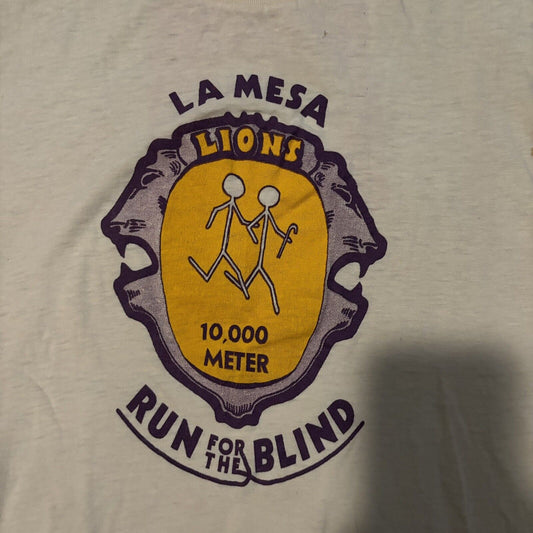 LA MESA
LIONS
10,000
METER
RUN FOR THE BLIND